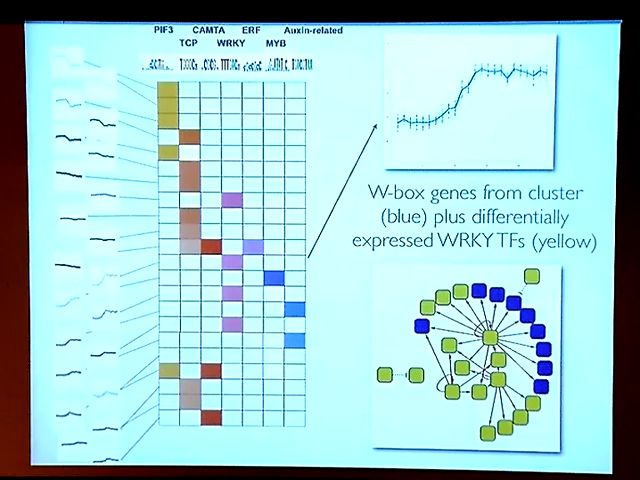 PIF3 CAMTA ERF Auxin-related
TCP WRKY MYB
W-box genes from cluster
(blue) plus differentially
expressed WRKY TFs (yellow)